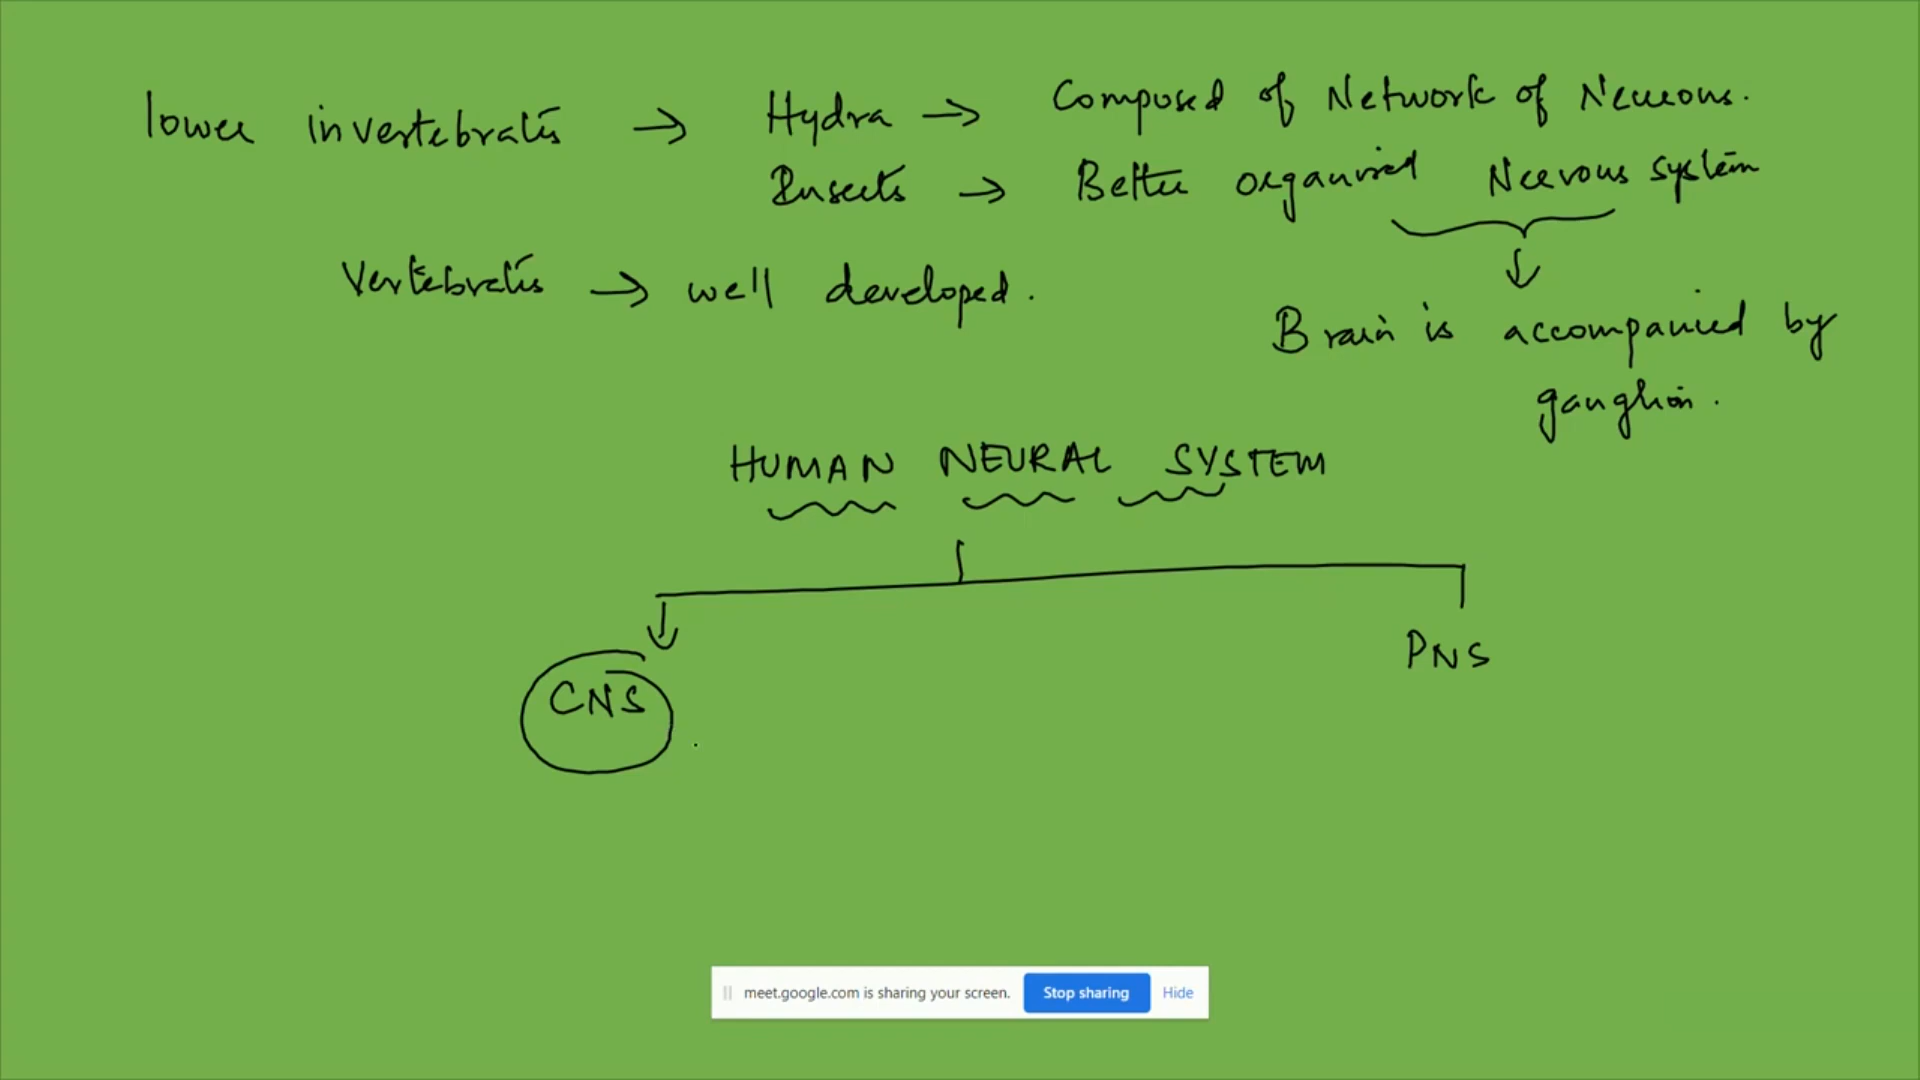 lower invertebrates → Hydra → Composed of Network of Neurons.
Insects → Better organised Nervous system
Vertebrates → well developed.
Brain is accompanied by
ganglion.
HUMAN NEURAL SYSTEM
CNS
PNS
meet.google.com is sharing your screen. Stop sharing Hide